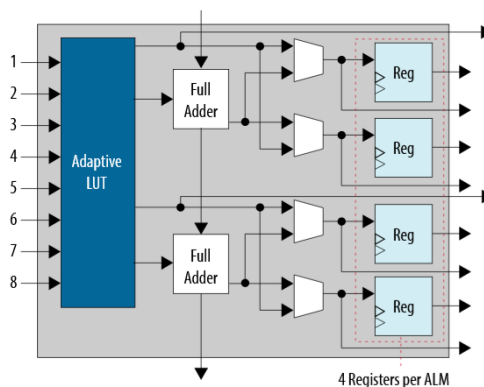 1
2
3
4
5
6
7
8
Adaptive
LUT
Full
Adder
Full
Adder
Reg
Reg
Reg
Reg
4 Registers per ALM